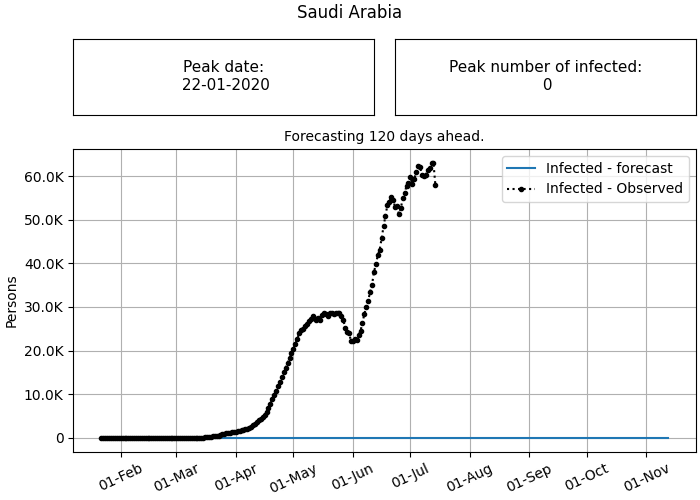 Saudi Arabia
Peak date:
22-01-2020
Peak number of infected:
0
Forecasting 120 days ahead.
Infected - forecast
Infected - Observed
Persons
60.0K
50.0K
40.0K
30.0K
20.0K
10.0K
0
01-Feb
01-Mar
01-Apr
01-May
01-Jun
01-Jul
01-Aug
01-Sep
01-Oct
01-Nov